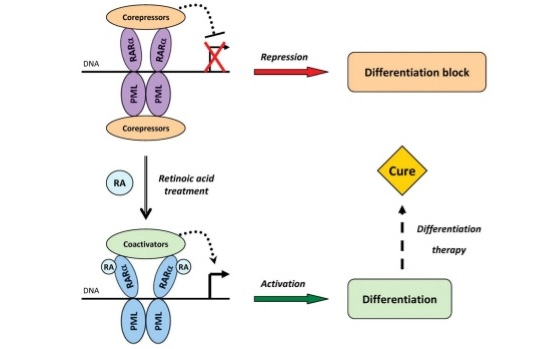 Corepressors
RARα
RARα
DNA
PML
PML
Corepressors
Repression
Differentiation block
RA
Retinoic acid
treatment
Cure
Differentiation
therapy
Coactivators
RA
RA
RARα
RARα
DNA
PML
PML
Activation
Differentiation